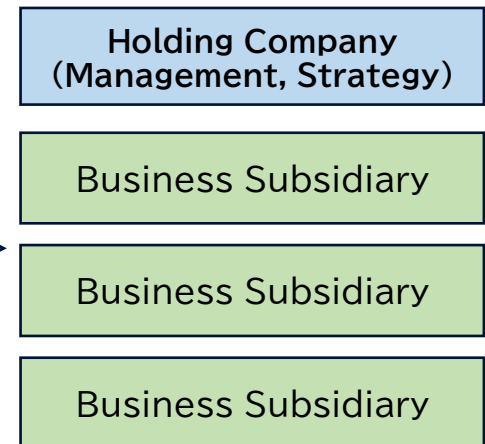 Holding Company
(Management, Strategy)
Business Subsidiary
Business Subsidiary
Business Subsidiary